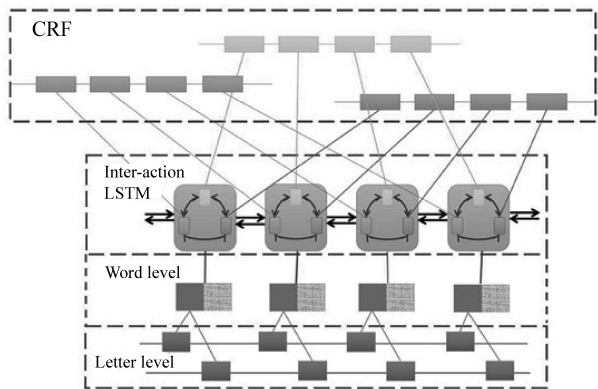 CRF
Inter-action
LSTM
Word level
Letter level